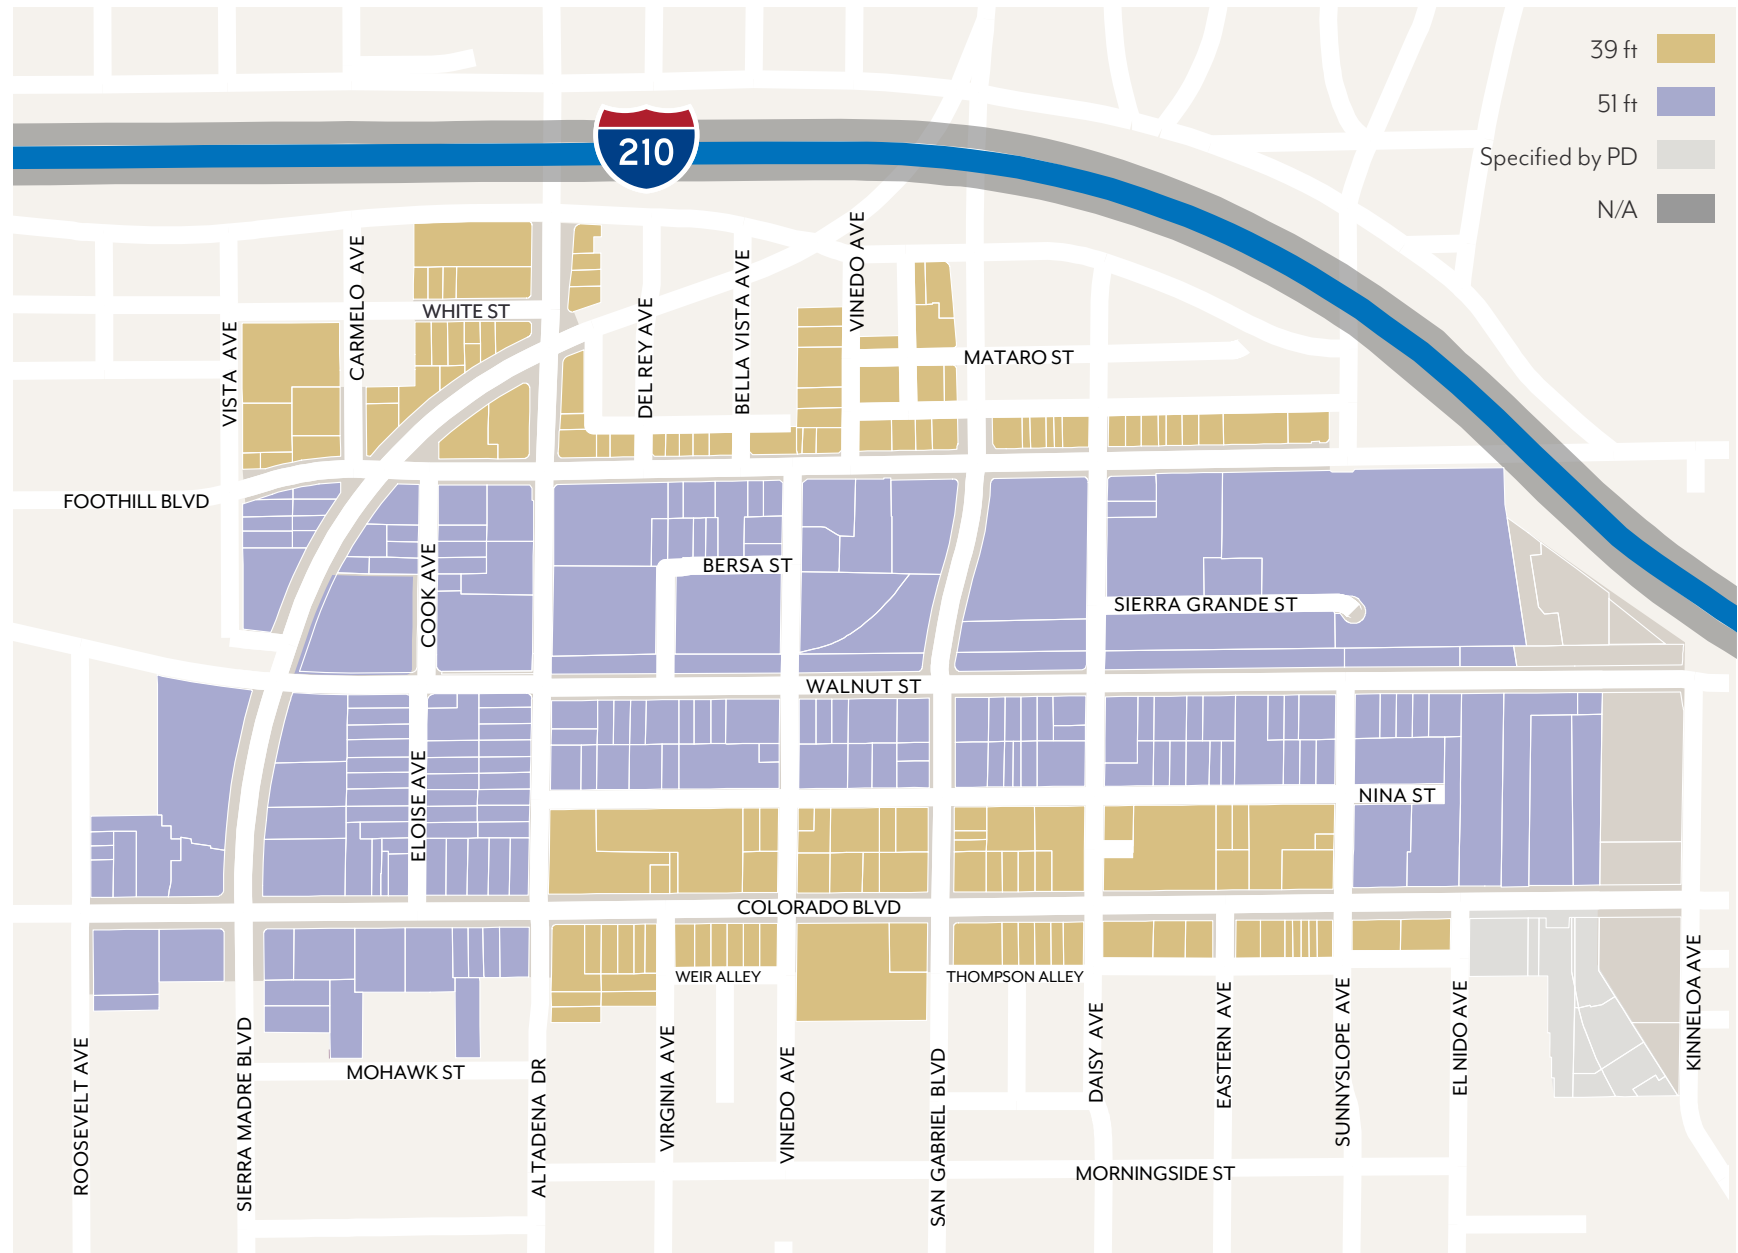 39 ft
51 ft
Specified by PD
N/A
210
WHITE ST
VISTA AVE
CARMELO AVE
DEL REY AVE
BELLA VISTA AVE
VINEDO AVE
MATARO ST
FOOTHILL BLVD
COOK AVE
BERSA ST
SIERRA GRANDE ST
WALNUT ST
ELOISE AVE
NINA ST
COLORADO BLVD
WEIR ALLEY
THOMPSON ALLEY
MOHAWK ST
ROOSEVELT AVE
SIERRA MADRE BLVD
ALTADENA DR
VIRGINIA AVE
VINEDO AVE
SAN GABRIEL BLVD
DAISY AVE
EASTERN AVE
SUNNYSLOPE AVE
EL NIDO AVE
KINNELOA AVE
MORNINGSIDE ST